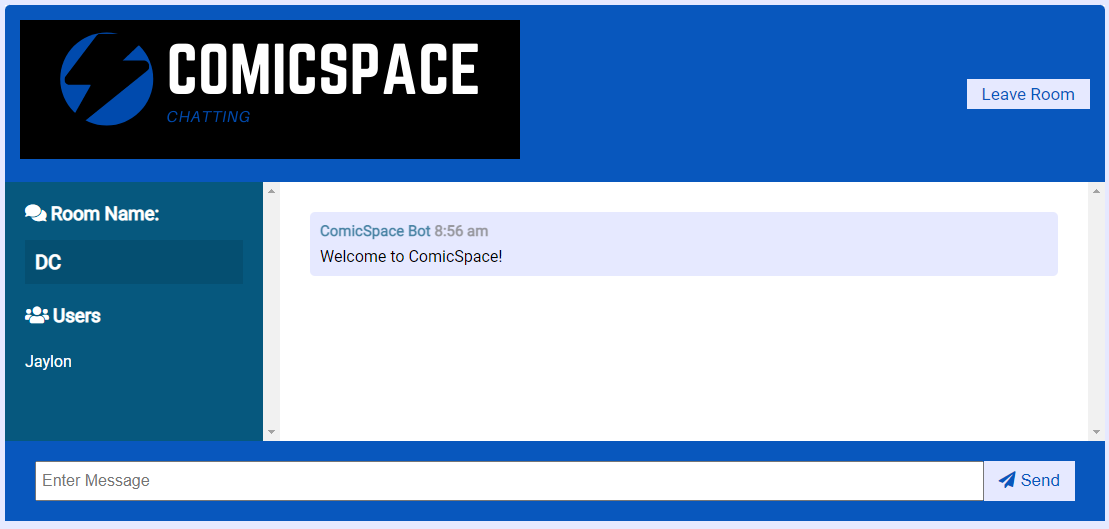 COMICSPACE
CHATTING
Leave Room
Room Name:
DC
Users
Jaylon
ComicSpace Bot 8:56 am
Welcome to ComicSpace!
Enter Message
Send